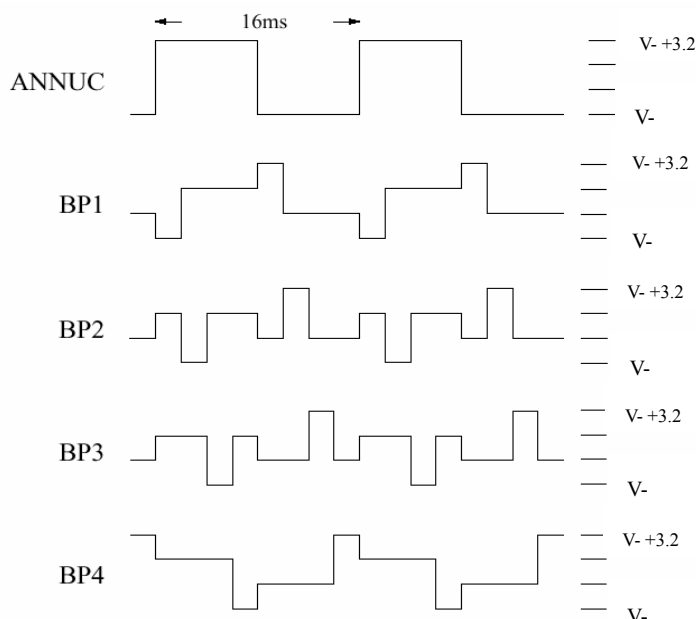 16ms
ANNUC
V- +3.2
V-
BP1
V- +3.2
V-
BP2
V- +3.2
V-
BP3
V- +3.2
V-
BP4
V- +3.2
V-